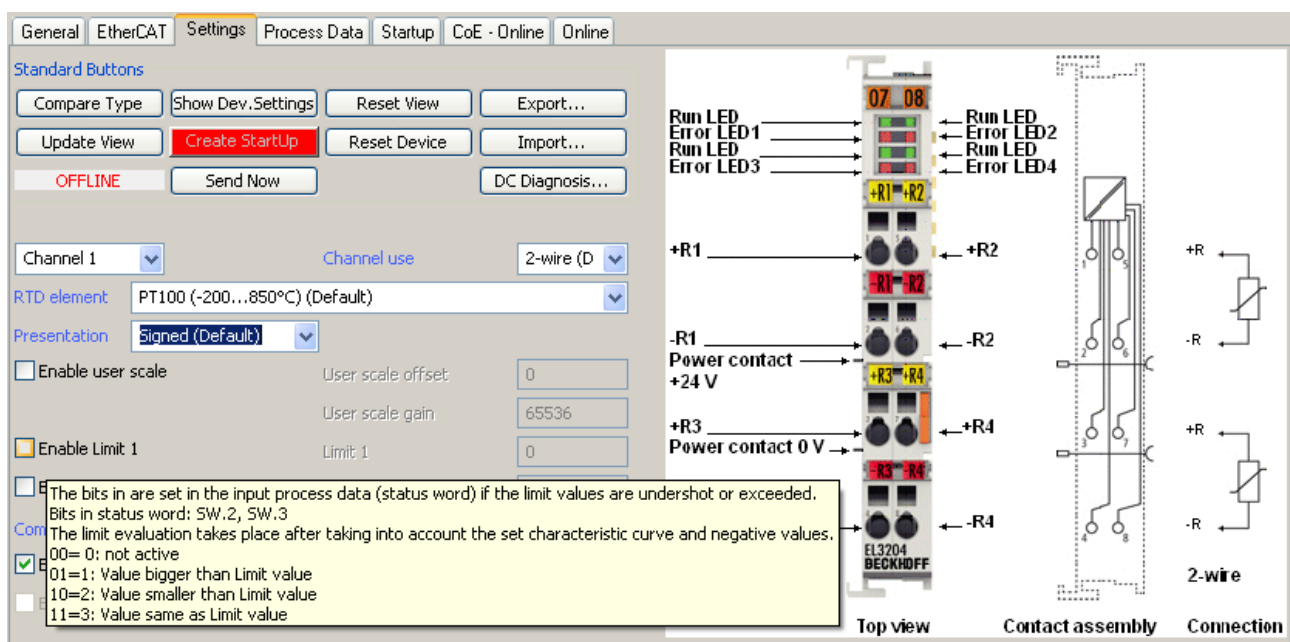 General EtherCAT Settings Process Data Startup CoE - Online Online
Standard Buttons
Compare Type Show Dev.Settings Reset View Export...
Update View Create StartUp Reset Device Import...
OFFLINE Send Now DC Diagnosis...
Channel 1 Channel use 2-wire (D
RTD element PT100 (-200...850°C) (Default)
Presentation Signed (Default)
Enable user scale User scale offset 0
User scale gain 65536
Enable Limit 1 Limit 1 0
The bits in are set in the input process data (status word) if the limit values are undershot or exceeded.
Bits in status word: SW.2, SW.3
The limit evaluation takes place after taking into account the set characteristic curve and negative values.
00= 0: not active
01=1: Value bigger than Limit value
10=2: Value smaller than Limit value
11=3: Value same as Limit value
07 08
Run LED Run LED
Error LED1 Error LED2
Run LED Run LED
Error LED3 Error LED4
+R1 +R2
+R1 +R2
-R1 -R2
-R1 -R2
Power contact
+24 V
+R3 +R4
+R3 +R4
Power contact 0 V
-R3 -R4
-R4
EL3204
BECKHOFF
Top view
1 5
2 6
3 7
4 8
Contact assembly
+R
-R
+R
-R
2-wire
Connection